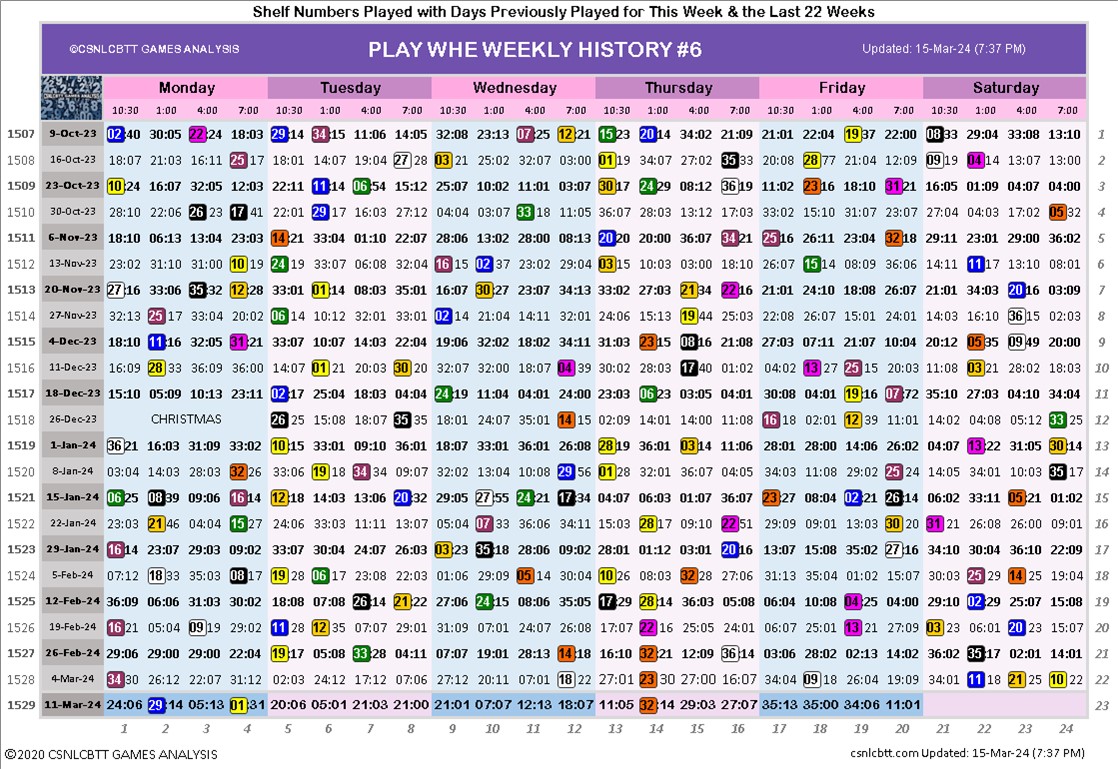 Shelf Numbers Played with Days Previously Played for This Week & the Last 22 Weeks
©CSNLCBTT GAMES ANALYSIS PLAY WHE WEEKLY HISTORY #6 Updated: 15-Mar-24 (7:37 PM)
Monday Tuesday Wednesday Thursday Friday Saturday
10:30 1:00 4:00 7:00 10:30 1:00 4:00 7:00 10:30 1:00 4:00 7:00 10:30 1:00 4:00 7:00 10:30 1:00 4:00 7:00 10:30 1:00 4:00 7:00
1507 9-Oct-23 02:40 30:05 22:24 18:03 29:14 34:15 11:06 14:05 32:08 23:13 07:25 12:21 15:23 20:14 34:02 21:09 21:01 22:04 19:37 22:00 08:33 29:04 33:08 13:10 1
1508 16-Oct-23 18:07 21:03 16:11 25:17 18:01 14:07 19:04 27:28 03:21 25:02 32:07 03:00 01:19 34:07 27:02 35:33 20:08 28:77 21:04 12:09 09:19 04:14 13:07 13:00 2
1509 23-Oct-23 10:24 16:07 32:05 12:03 22:11 11:14 06:54 15:12 25:07 10:02 11:01 03:07 30:17 24:29 08:12 36:19 11:02 23:16 18:10 31:21 16:05 01:09 04:07 04:00 3
1510 30-Oct-23 28:10 22:06 26:23 17:41 22:01 29:17 16:03 27:12 04:04 03:07 33:18 11:05 36:07 28:03 13:12 17:03 33:02 15:10 31:07 23:07 27:04 04:03 17:02 05:32 4
1511 6-Nov-23 18:10 06:13 13:04 23:03 14:21 33:04 01:10 22:07 28:06 13:02 28:00 08:13 20:20 20:00 36:07 34:21 25:16 26:11 23:04 32:18 29:11 23:01 29:00 36:02 5
1512 13-Nov-23 23:02 31:10 31:00 10:19 24:19 33:07 06:08 32:04 16:15 02:37 23:02 29:04 03:15 10:03 03:00 18:10 18:07 15:14 08:09 36:06 14:11 11:17 13:10 08:01 6
1513 20-Nov-23 27:16 33:06 35:32 12:28 33:01 01:14 08:03 35:01 16:07 30:27 23:07 34:13 33:02 27:03 21:34 22:16 21:01 24:10 18:08 26:07 21:01 34:03 20:16 03:09 7
1514 27-Nov-23 32:13 25:17 33:04 20:02 06:14 10:12 32:06 31:09 02:14 21:04 14:11 32:01 24:06 15:13 19:44 25:03 22:08 26:07 15:01 24:01 14:03 16:10 36:15 02:03 8
1515 4-Dec-23 18:10 11:16 32:05 31:21 33:07 10:07 14:03 22:09 19:06 32:02 18:02 34:11 31:03 23:15 08:16 21:08 27:03 07:11 21:07 10:04 20:12 05:35 09:49 20:00 9
1516 11-Dec-23 16:09 28:33 36:09 36:00 14:07 01:21 20:03 30:20 32:07 32:00 18:07 04:39 30:02 28:03 17:40 01:02 04:02 13:27 25:15 20:15 11:08 03:21 28:02 18:03 10
1517 18-Dec-23 15:10 05:09 10:13 23:11 02:17 25:04 18:03 04:03 24:19 11:04 04:01 24:00 27:03 06:23 11:03 05:05 30:08 04:01 19:16 07:72 35:10 27:03 04:10 34:04 11
1518 26-Dec-23 CHRISTMAS 26:25 15:08 18:07 35:38 18:01 24:07 35:01 14:15 02:09 14:01 14:00 11:08 16:18 02:01 12:39 11:01 14:02 04:08 05:12 33:25 12
1519 1-Jan-24 36:21 16:03 31:09 33:02 10:15 33:01 09:10 36:01 18:07 33:01 36:01 26:08 28:19 36:01 03:14 11:06 28:01 28:00 14:06 26:02 04:07 13:22 31:05 30:14 13
1520 8-Jan-24 03:04 14:03 28:03 32:26 33:06 19:18 34:34 09:07 32:02 13:04 10:08 29:56 01:28 32:01 36:07 04:05 34:03 11:08 29:02 25:24 14:05 34:01 10:03 35:17 14
1521 15-Jan-24 06:25 08:39 09:06 16:14 12:18 14:03 13:06 20:32 29:05 27:55 24:21 17:34 04:07 06:03 01:07 36:07 23:27 08:04 02:21 26:14 06:02 33:11 05:21 01:02 15
1522 22-Jan-24 23:03 21:46 04:04 15:27 24:06 33:03 11:11 13:07 05:04 07:33 36:06 34:11 15:03 28:17 09:10 22:51 29:09 09:01 13:03 30:20 31:21 26:08 26:00 09:01 16
1523 29-Jan-24 16:14 23:07 29:03 09:02 33:07 30:04 24:07 26:03 03:23 35:18 28:06 09:02 28:01 01:12 03:01 20:16 13:07 15:08 35:02 27:16 34:10 30:04 36:10 22:09 17
1524 5-Feb-24 07:12 18:33 35:03 08:17 19:28 06:17 23:08 22:03 01:06 29:09 11:05 30:04 10:26 08:03 32:28 27:06 31:13 35:04 01:02 15:07 30:03 25:29 14:25 19:04 18
1525 12-Feb-24 36:09 06:06 31:03 30:02 18:08 07:08 26:14 21:22 27:06 24:15 08:06 35:05 17:29 28:14 36:03 05:08 06:04 10:08 04:25 04:00 29:10 02:29 25:07 15:08 19
1526 19-Feb-24 16:21 05:04 09:19 29:02 11:28 12:35 07:07 29:01 31:09 07:01 24:07 26:08 17:07 22:16 25:05 24:01 06:07 05:01 13:21 07:06 03:23 06:01 20:23 15:07 20
1527 26-Feb-24 29:06 29:00 29:00 22:04 19:17 05:08 33:28 04:11 07:07 19:01 28:13 14:18 16:10 32:21 12:09 36:14 03:06 28:02 02:13 14:02 36:02 35:17 02:01 14:01 21
1528 4-Mar-24 34:30 26:12 22:07 31:12 02:03 24:12 17:12 07:06 27:12 20:11 07:01 18:22 27:01 23:30 27:00 16:07 34:04 09:18 26:04 09:01 34:01 11:18 21:25 10:22 22
1529 11-Mar-24 24:06 29:14 05:13 01:31 20:06 05:01 21:03 21:00 21:01 07:07 12:13 18:07 11:05 32:14 29:03 27:07 35:13 35:00 34:06 11:01 23
1 2 3 4 5 6 7 8 9 10 11 12 13 14 15 16 17 18 19 20 21 22 23 24
©2020 CSNLCBTT GAMES ANALYSIS csnlcbtt.com Updated: 15-Mar-24 (7:37 PM)